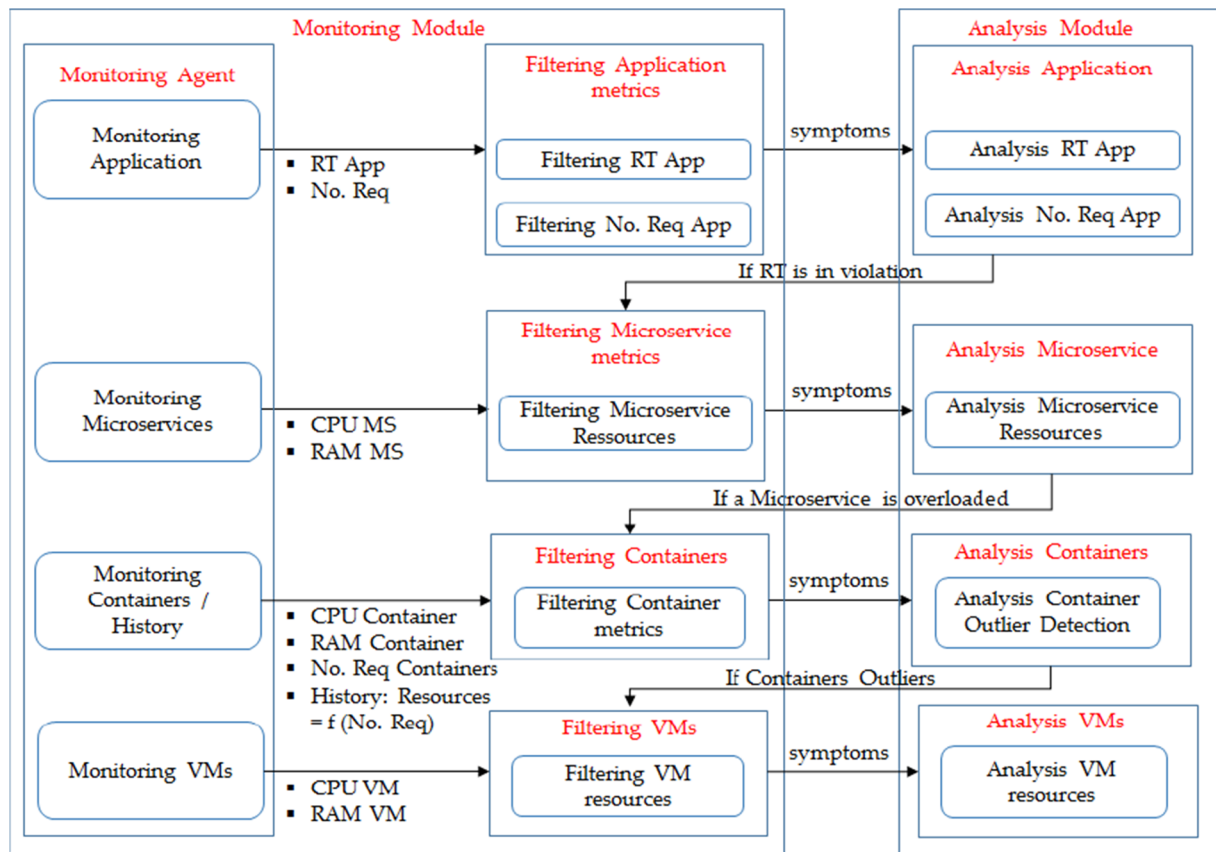 Monitoring Module
Analysis Module
Monitoring Agent
Filtering Application
metrics
Analysis Application
Monitoring
Application
▪ RT App
▪ No. Req
Filtering RT App
Filtering No. Req App
symptoms
Analysis RT App
Analysis No. Req App
If RT is in violation
Filtering Microservice
metrics
Analysis Microservice
Monitoring
Microservices
▪ CPU MS
▪ RAM MS
Filtering Microservice
Ressources
symptoms
Analysis Microservice
Ressources
If a Microservice is overloaded
Filtering Containers
Analysis Containers
Monitoring
Containers /
History
▪ CPU Container
▪ RAM Container
▪ No. Req Containers
▪ History: Resources
= f (No. Req)
Filtering Container
metrics
symptoms
Analysis Container
Outlier Detection
If Containers Outliers
Filtering VMs
Analysis VMs
Monitoring VMs
▪ CPU VM
▪ RAM VM
Filtering VM
resources
symptoms
Analysis VM
resources